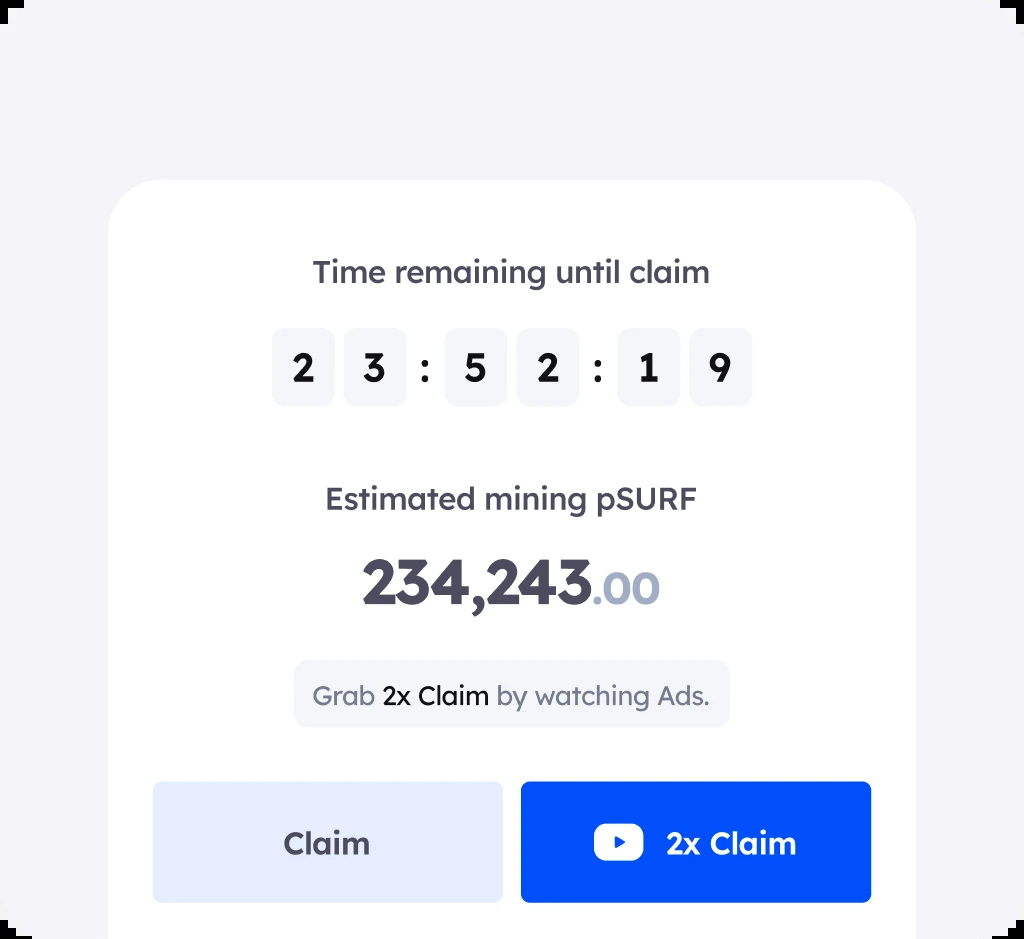 Time remaining until claim
2 3 : 5 2 : 1 9
Estimated mining pSURF
234,243.00
Grab 2x Claim by watching Ads.
Claim
2x Claim